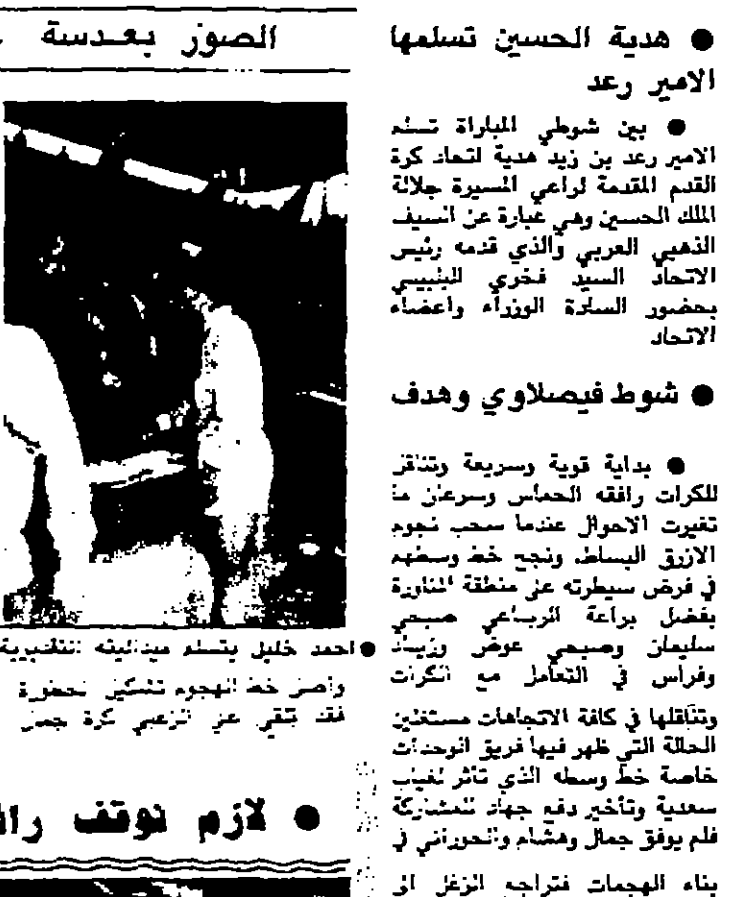 ● هدية الحسين تسلمها
الامير رعد
● بين شوطي المباراة تسلم
الامير رعد بن زيد هدية اتحاد كرة
القدم المقدمة لراعي المسيرة جلالة
الملك الحسين وهي عبارة عن السيف
الذهبي العربي والذي قدمه رئيس
الاتحاد السيد فخري البلبيسي
بحضور السادة الوزراء واعضاء
الاتحاد
● شوط فيصلاوي وهدف
● بداية قوية وسريعة وتناقل
للكرات رافقه الحماس وسرعان ما
تغيرت الاحوال عندما سحب نجوم
الازرق البساط ونجح خط وسطهم
في فرض سيطرته على منطقة المناورة
بفضل براعة الرباعي صبحي
سليمان وصبحي عوض وزياد
وفراس في التعامل مع الكرات
وتناقلها في كافة الاتجاهات مستغلين
الحالة التي ظهر فيها فريق الوحدات
خاصة خط وسطه الذي تأثر لغياب
سعدية وتأخير دفع جهاد للمشاركة
فلم يوفق جمال وهشام والحوراني في
بناء الهجمات فتراجع الزغل الى
الصور بعدسة
● احمد خليل يتسلم ميداليته التقديرية
واصر خط الهجوم تشكيل خطورة
فقد تلقى عن الزعبي كرة جمال
● لازم نوقف